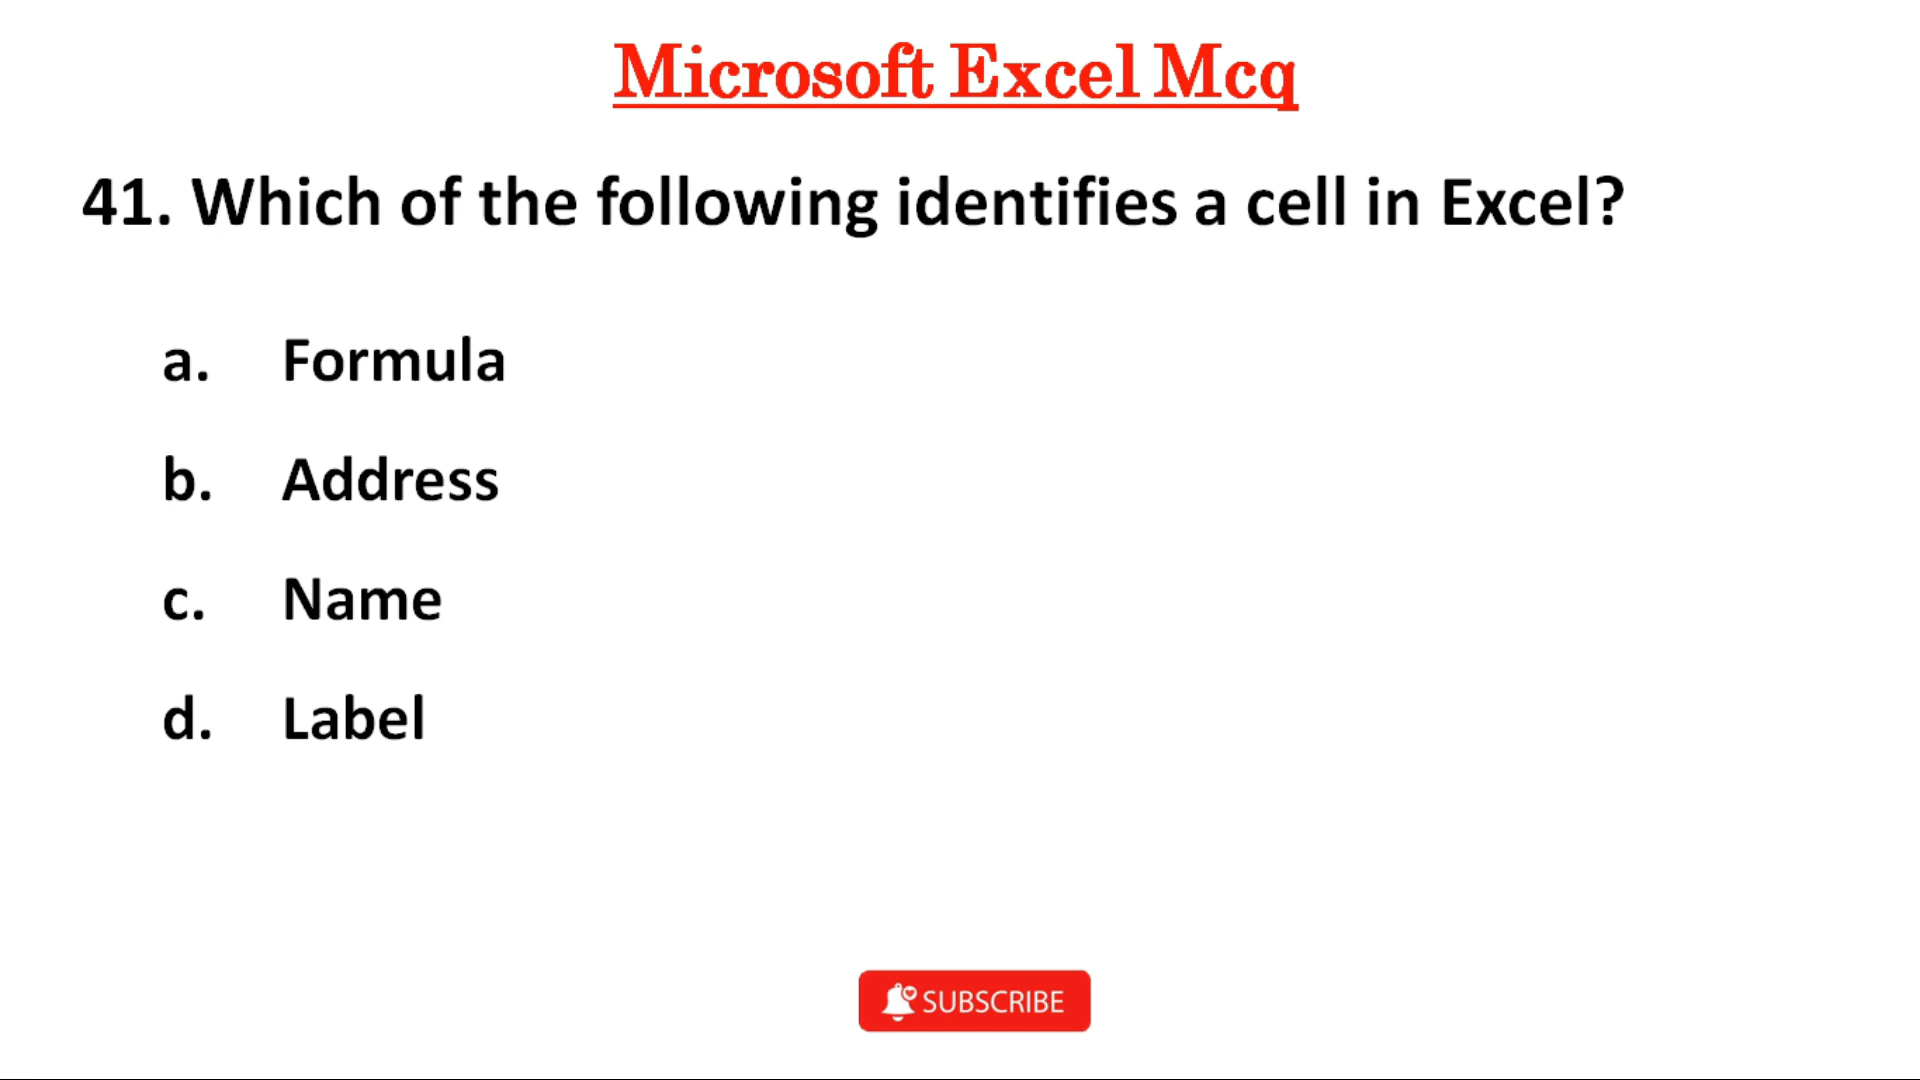 Microsoft Excel Mcq
41. Which of the following identifies a cell in Excel?
a. Formula
b. Address
c. Name
d. Label
SUBSCRIBE